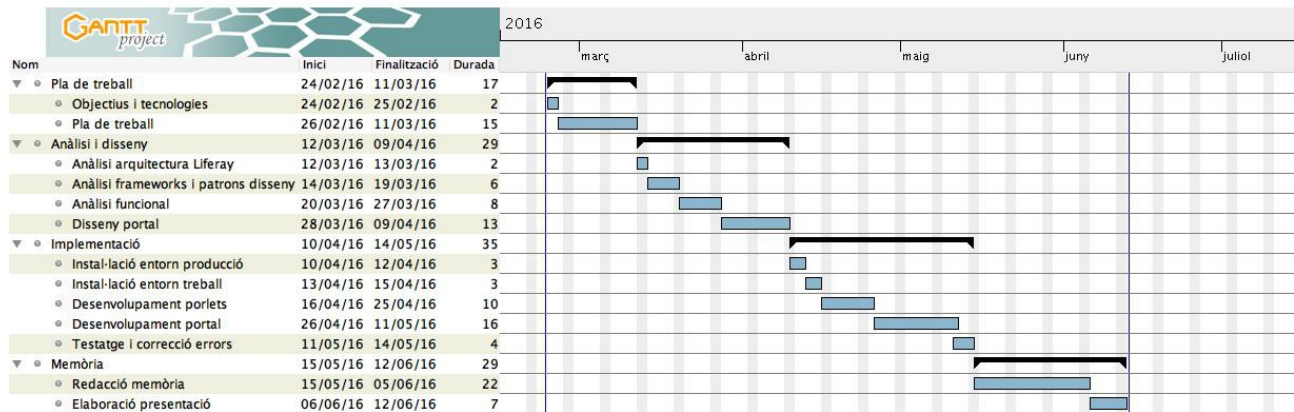 GANTT
project
2016
març abril maig juny juliol
Nom Inici Finalització Durada
Pla de treball 24/02/16 11/03/16 17
Objectius i tecnologies 24/02/16 25/02/16 2
Pla de treball 26/02/16 11/03/16 15
Anàlisi i disseny 12/03/16 09/04/16 29
Anàlisi arquitectura Liferay 12/03/16 13/03/16 2
Anàlisi frameworks i patrons disseny 14/03/16 19/03/16 6
Anàlisi funcional 20/03/16 27/03/16 8
Disseny portal 28/03/16 09/04/16 13
Implementació 10/04/16 14/05/16 35
Instal·lació entorn producció 10/04/16 12/04/16 3
Instal·lació entorn treball 13/04/16 15/04/16 3
Desenvolupament porlets 16/04/16 25/04/16 10
Desenvolupament portal 26/04/16 11/05/16 16
Testatge i correcció errors 11/05/16 14/05/16 4
Memòria 15/05/16 12/06/16 29
Redacció memòria 15/05/16 05/06/16 22
Elaboració presentació 06/06/16 12/06/16 7